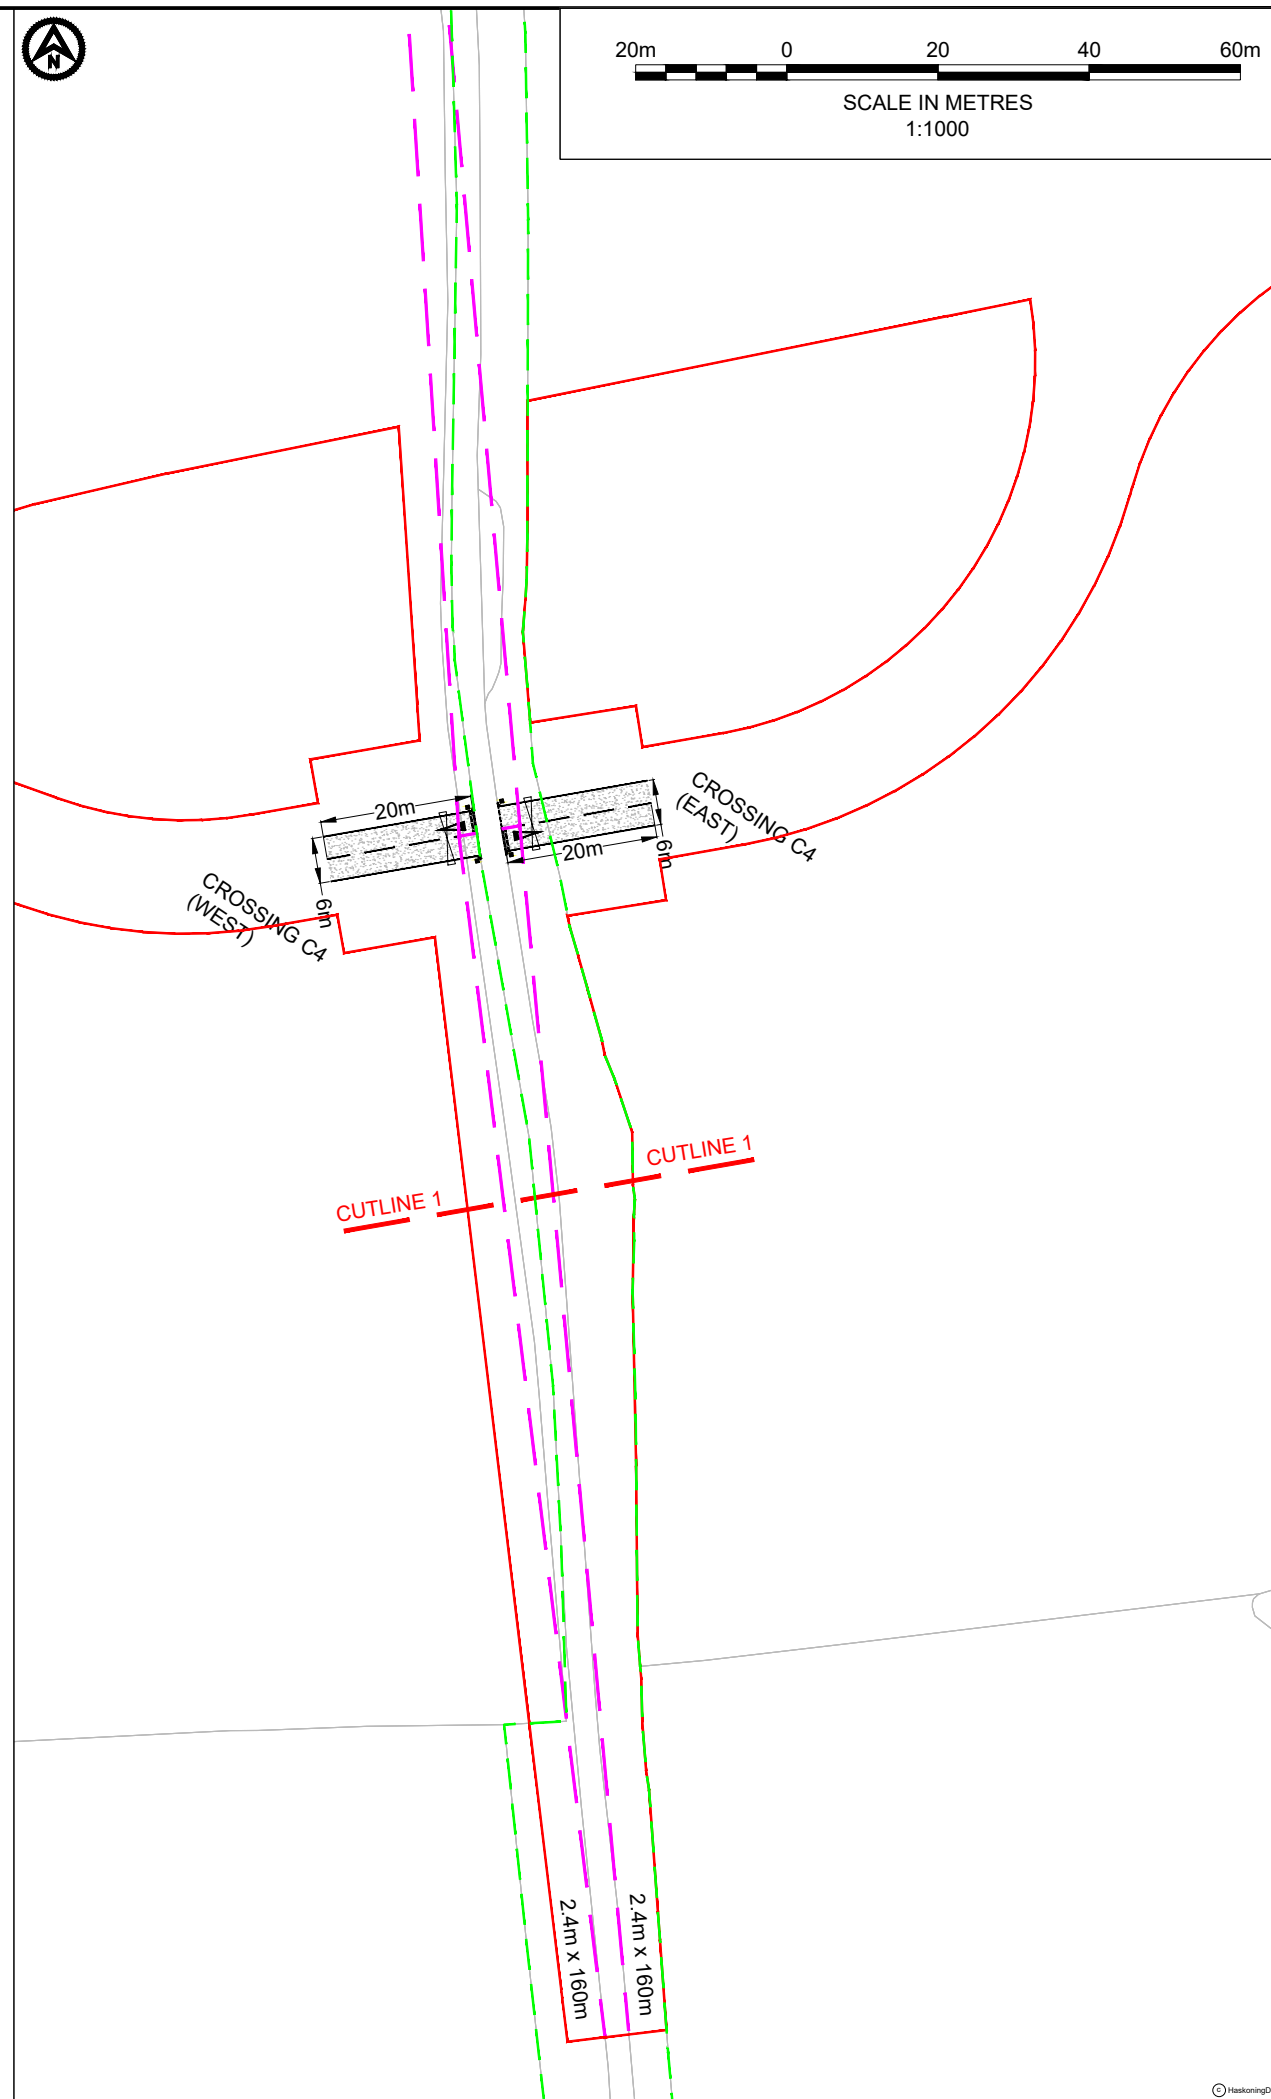 N
20m 0 20 40 60m
SCALE IN METRES
1:1000
20m
6m
CROSSING C4
(WEST)
CROSSING C4
(EAST)
20m
6m
CUTLINE 1
CUTLINE 1
2.4m x 160m
2.4m x 160m
© HaskoningD